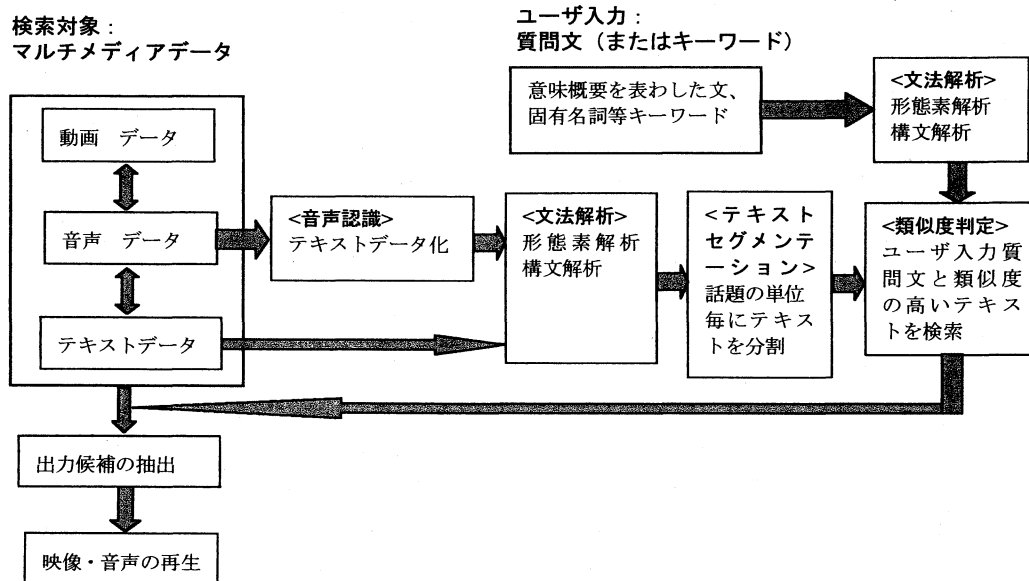 検索対象：
マルチメディアデータ
ユーザ入力：
質問文（またはキーワード）
動画　データ
音声　データ
テキストデータ
<音声認識>
テキストデータ化
意味概要を表わした文、
固有名詞等キーワード
<文法解析>
形態素解析
構文解析
<文法解析>
形態素解析
構文解析
<テキスト
セグメンテ
ーション>
話題の単位
毎にテキス
トを分割
<類似度判定>
ユーザ入力質
問文と類似度
の高いテキス
トを検索
出力候補の抽出
映像・音声の再生